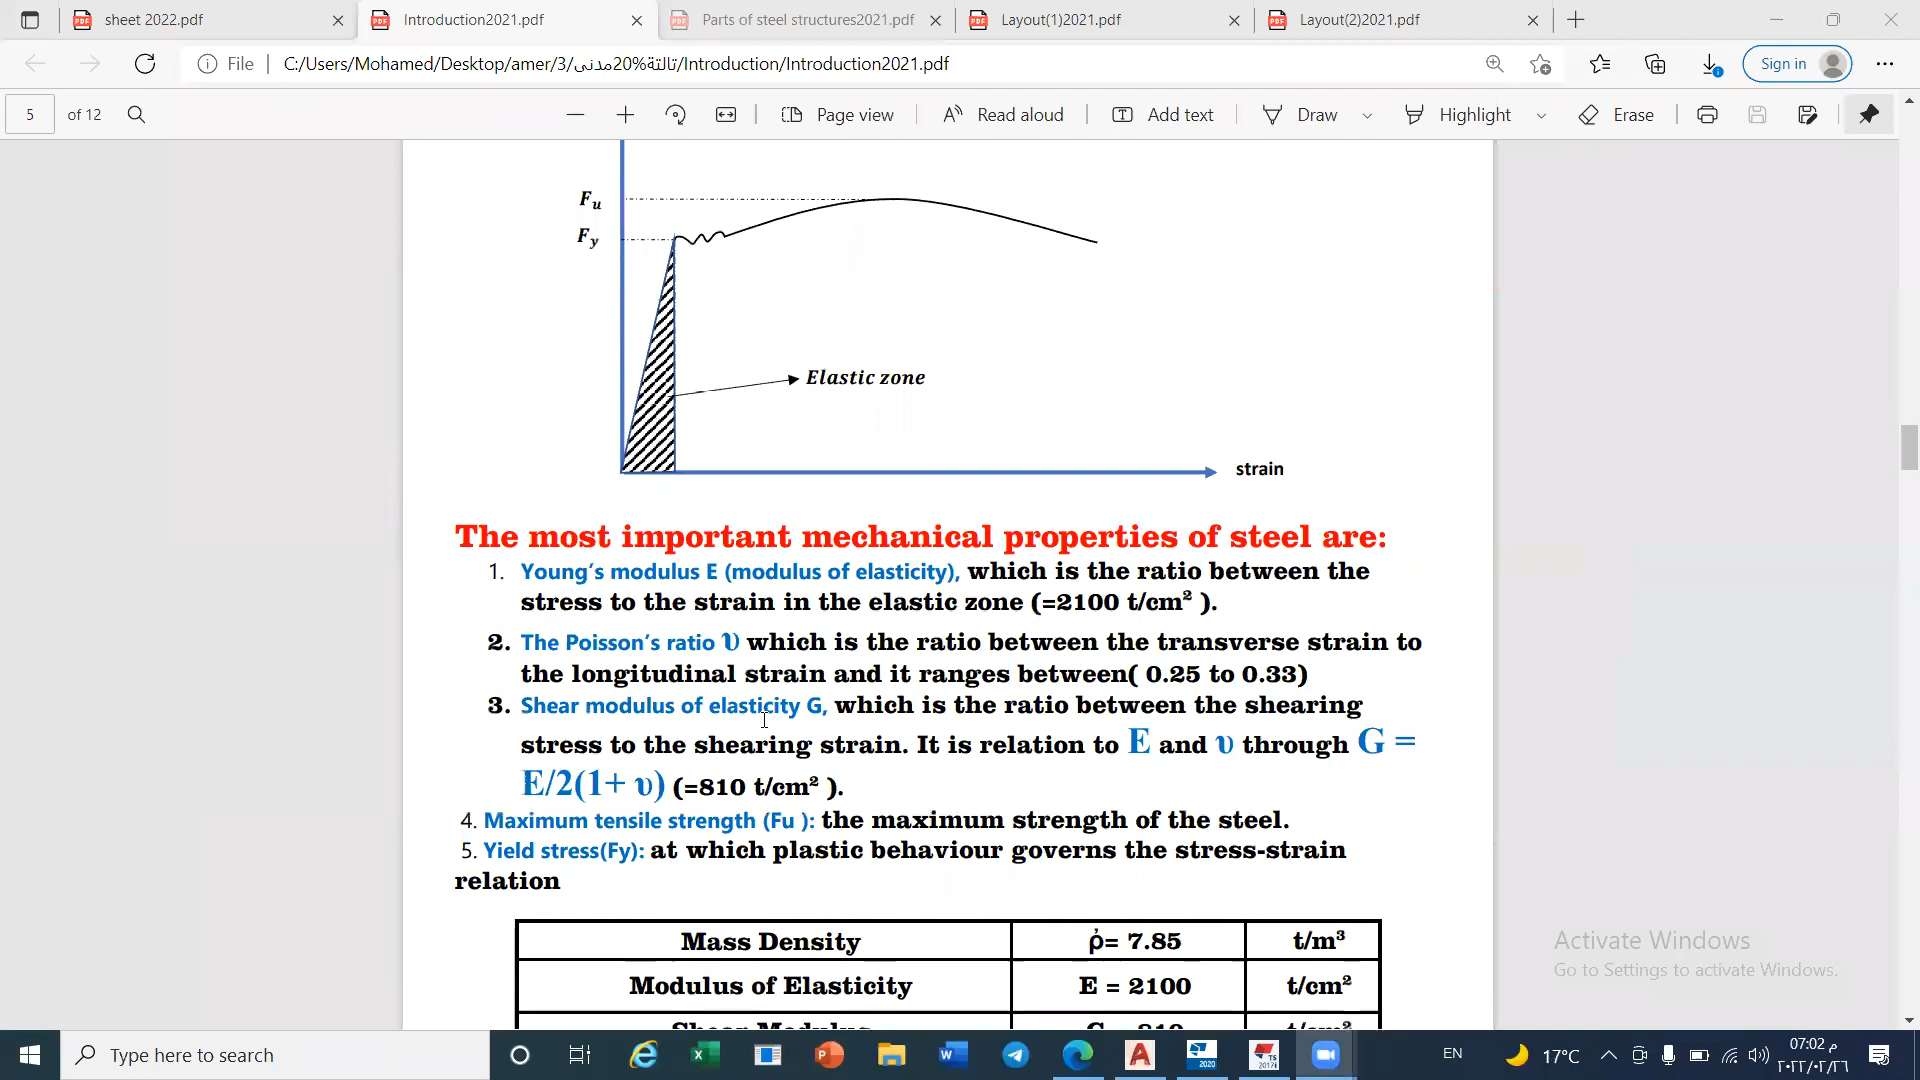 sheet 2022.pdf
Introduction2021.pdf
Parts of steel structures2021.pdf
Layout(1)2021.pdf
Layout(2)2021.pdf
File
C:/Users/Mohamed/Desktop/amer/3/تالتة%20مدنى/Introduction/Introduction2021.pdf
Sign in
5 of 12
Page view
Read aloud
Add text
Draw
Highlight
Erase
Fu
Fy
Elastic zone
strain
The most important mechanical properties of steel are:
1. Young's modulus E (modulus of elasticity), which is the ratio between the
stress to the strain in the elastic zone (=2100 t/cm² ).
2. The Poisson's ratio υ which is the ratio between the transverse strain to
the longitudinal strain and it ranges between( 0.25 to 0.33)
3. Shear modulus of elasticity G, which is the ratio between the shearing
stress to the shearing strain. It is relation to E and υ through G =
E/2(1+ υ) (=810 t/cm² ).
4. Maximum tensile strength (Fu ): the maximum strength of the steel.
5. Yield stress(Fy): at which plastic behaviour governs the stress-strain
relation
Mass Density ρ̉= 7.85 t/m³
Modulus of Elasticity E = 2100 t/cm²
Activate Windows
Go to Settings to activate Windows.
Type here to search
2020
TS
2017i
EN
17°C
07:02 م
٢٠٢٢/٠٢/٢٦